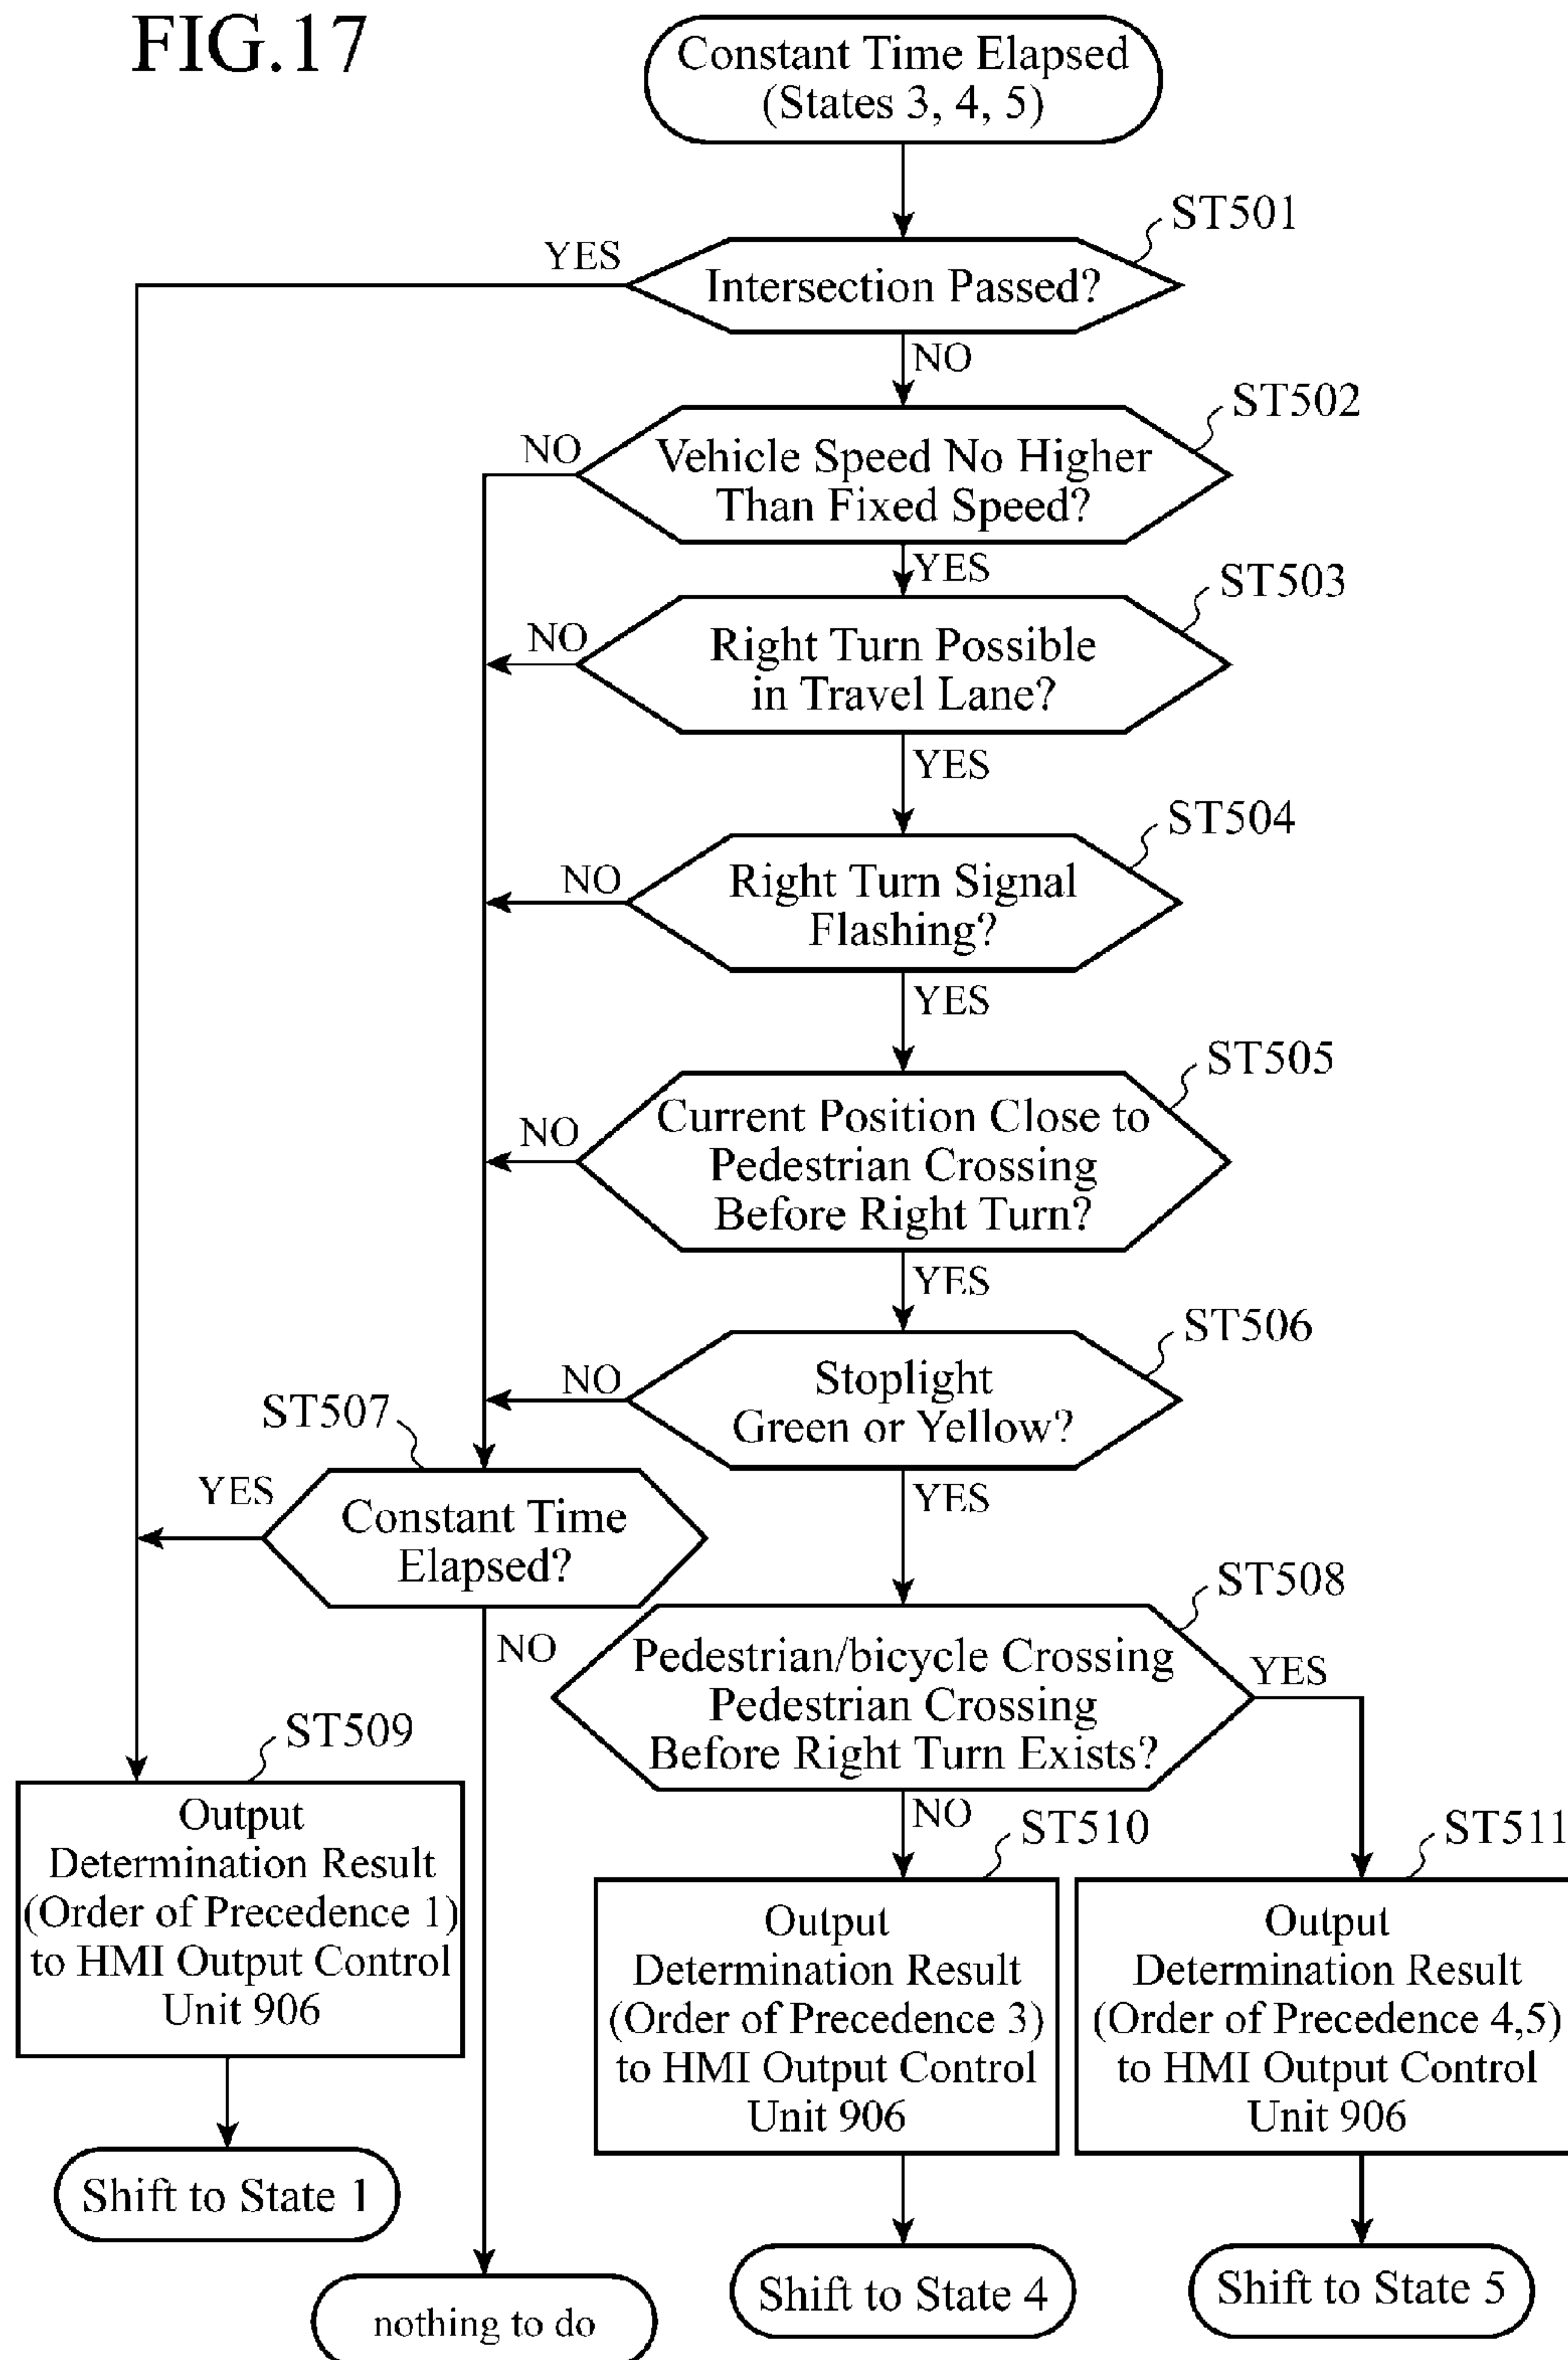 FIG.17
Constant Time Elapsed
(States 3, 4, 5)
ST501
YES
Intersection Passed?
NO
ST502
NO
Vehicle Speed No Higher
Than Fixed Speed?
YES
ST503
NO
Right Turn Possible
in Travel Lane?
YES
ST504
NO
Right Turn Signal
Flashing?
YES
ST505
NO
Current Position Close to
Pedestrian Crossing
Before Right Turn?
YES
ST506
NO
Stoplight
Green or Yellow?
YES
ST507
YES
Constant Time
Elapsed?
NO
ST508
Pedestrian/bicycle Crossing
Pedestrian Crossing
Before Right Turn Exists?
YES
NO
ST509
Output
Determination Result
(Order of Precedence 1)
to HMI Output Control
Unit 906
ST510
Output
Determination Result
(Order of Precedence 3)
to HMI Output Control
Unit 906
ST511
Output
Determination Result
(Order of Precedence 4,5)
to HMI Output Control
Unit 906
Shift to State 1
nothing to do
Shift to State 4
Shift to State 5